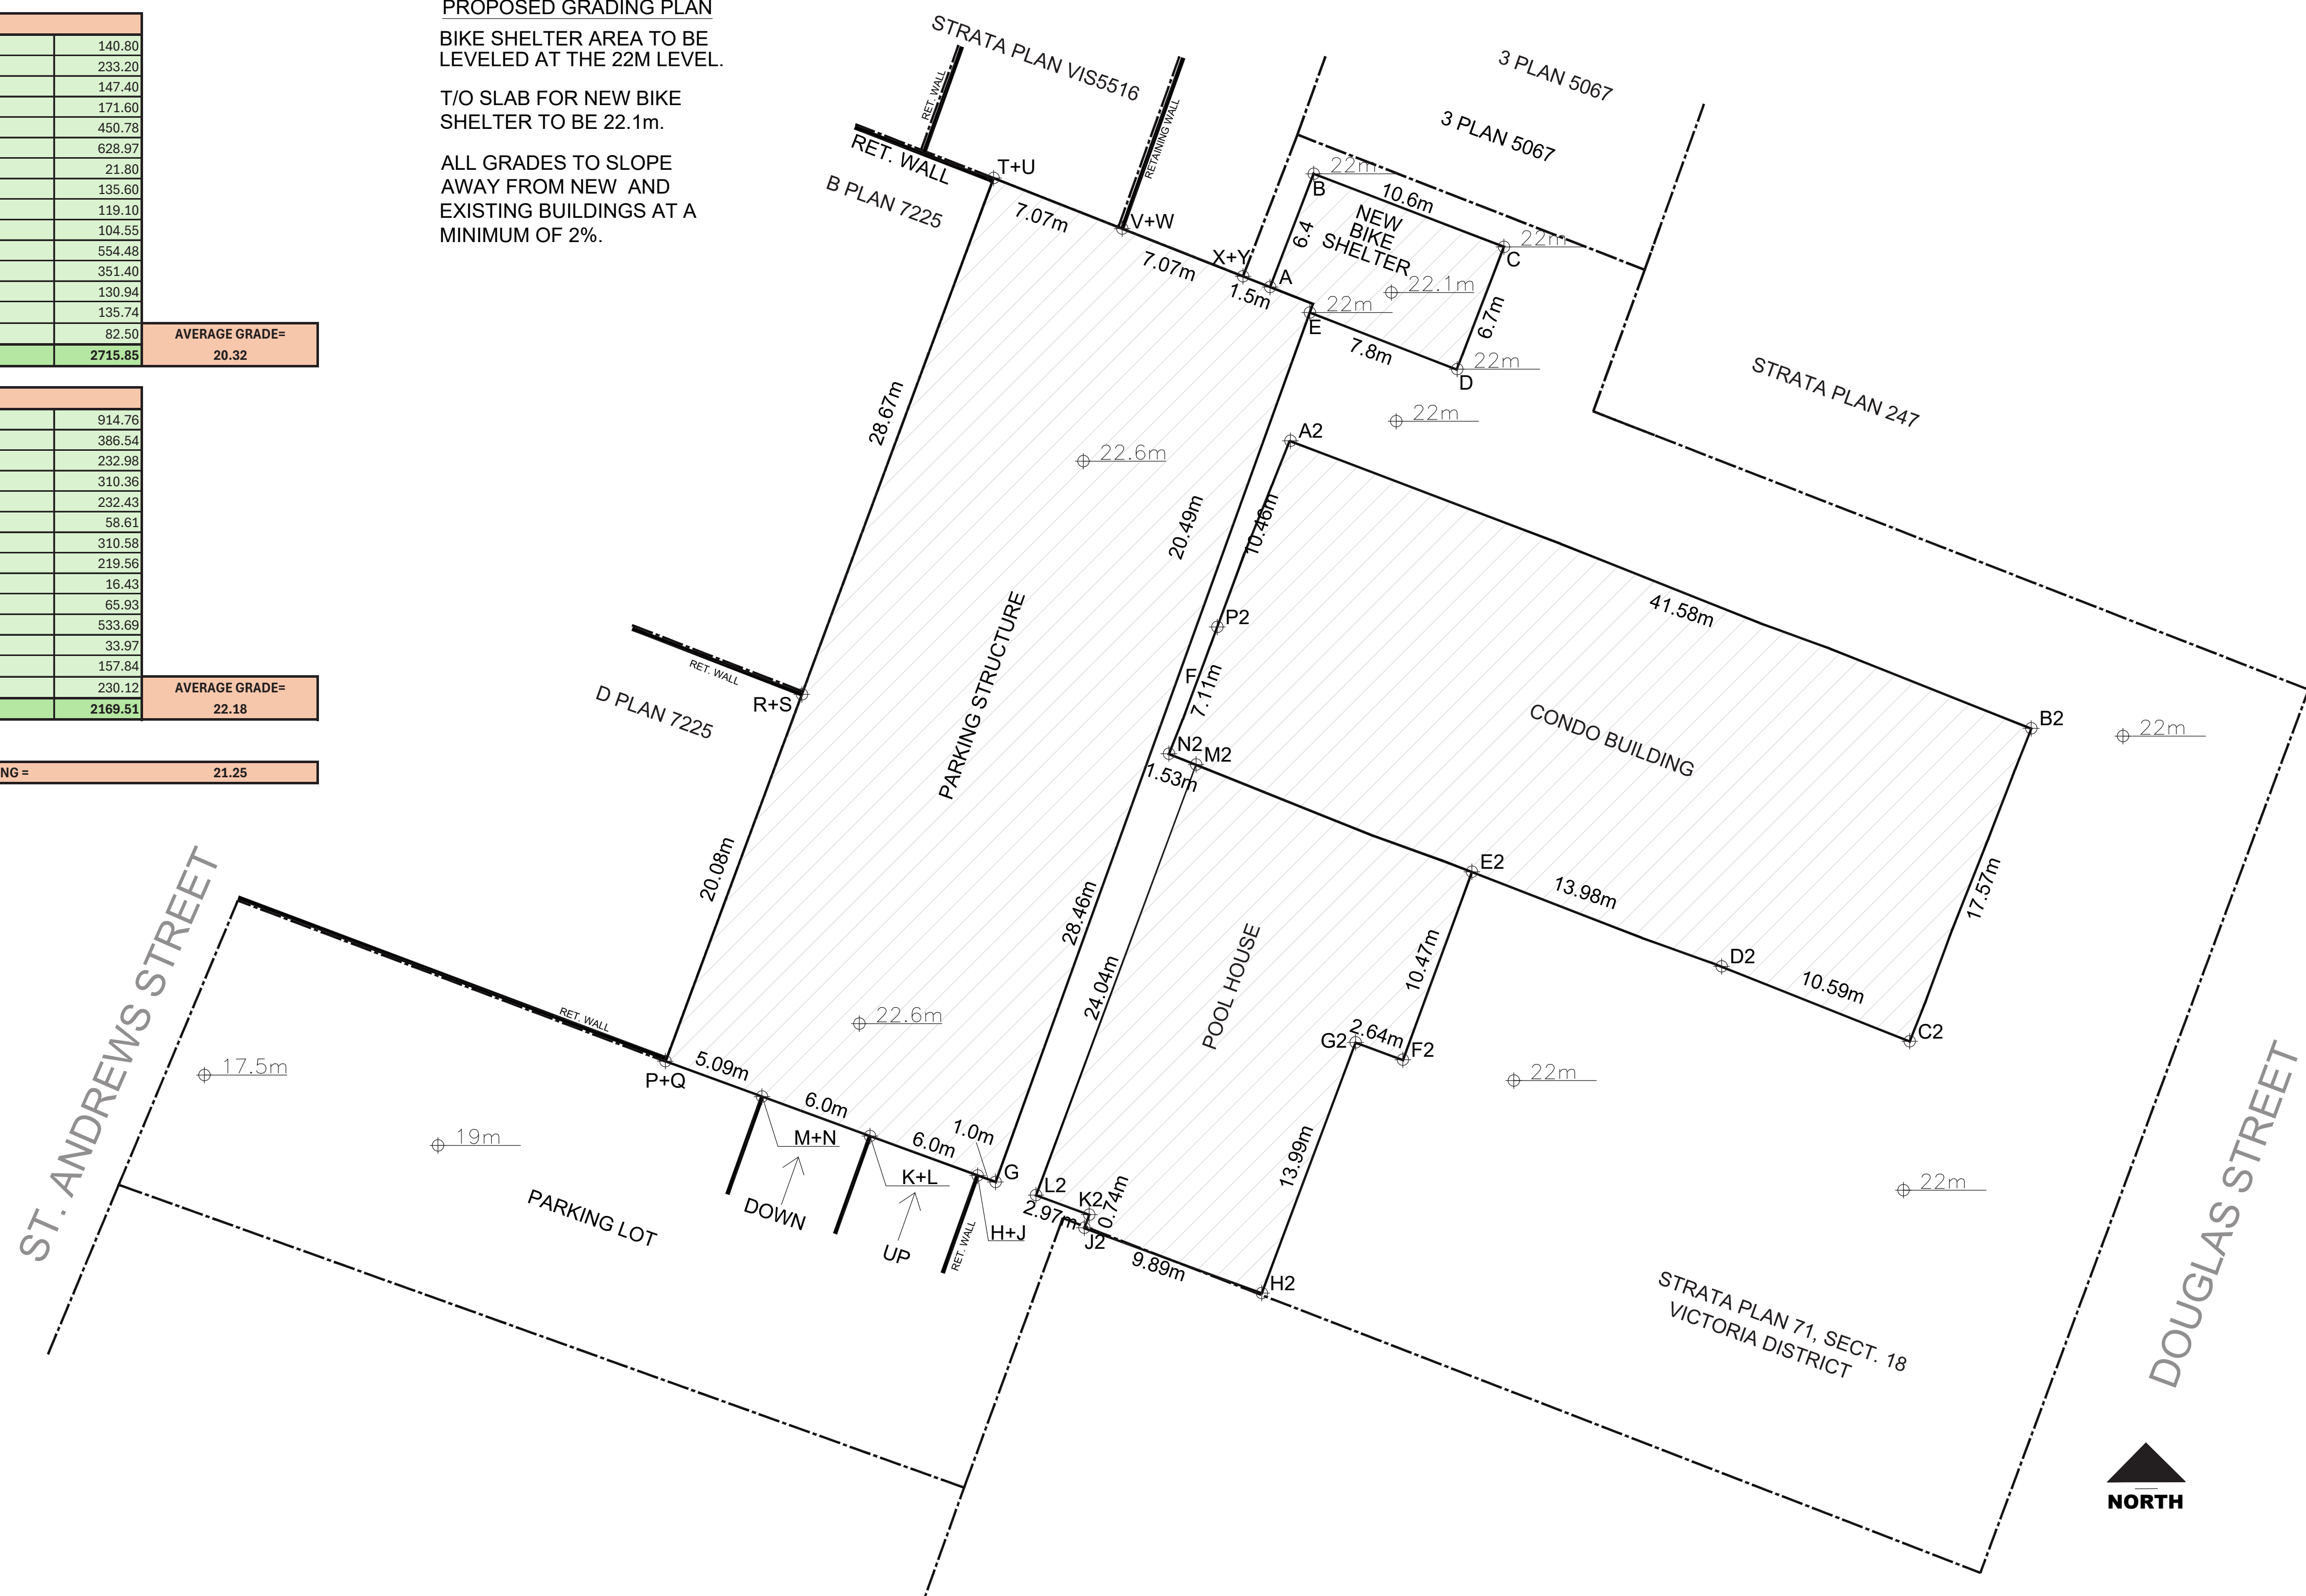 140.80
233.20
147.40
171.60
450.78
628.97
21.80
135.60
119.10
104.55
554.48
351.40
130.94
135.74
82.50 AVERAGE GRADE=
2715.85 20.32
914.76
386.54
232.98
310.36
232.43
58.61
310.58
219.56
16.43
65.93
533.69
33.97
157.84
230.12 AVERAGE GRADE=
2169.51 22.18
NG = 21.25
PROPOSED GRADING PLAN
BIKE SHELTER AREA TO BE
LEVELED AT THE 22M LEVEL.
T/O SLAB FOR NEW BIKE
SHELTER TO BE 22.1m.
ALL GRADES TO SLOPE
AWAY FROM NEW AND
EXISTING BUILDINGS AT A
MINIMUM OF 2%.
STRATA PLAN VIS5516
3 PLAN 5067
3 PLAN 5067
RET. WALL
RETAINING WALL
RET. WALL
B PLAN 7225
T+U
7.07m
V+W
7.07m
X+Y
1.5m
A
6.4
B
22m
10.6m
NEW
BIKE
SHELTER
22m
C
22.1m
6.7m
22m
E
7.8m
22m
D
22m
STRATA PLAN 247
28.67m
22.6m
A2
20.49m
10.46m
P2
41.58m
F
7.11m
RET. WALL
R+S
D PLAN 7225
PARKING STRUCTURE
N2
M2
1.53m
CONDO BUILDING
B2
22m
20.08m
28.46m
E2
13.98m
17.57m
D2
10.59m
C2
24.04m
POOL HOUSE
10.47m
G2
2.64m
F2
22m
22.6m
RET. WALL
P+Q
5.09m
6.0m
M+N
6.0m
1.0m
G
K+L
H+J
DOWN
UP
RET. WALL
L2
K2
2.97m
0.74m
J2
9.89m
H2
13.99m
22m
17.5m
19m
PARKING LOT
ST. ANDREWS STREET
DOUGLAS STREET
STRATA PLAN 71, SECT. 18
VICTORIA DISTRICT
NORTH